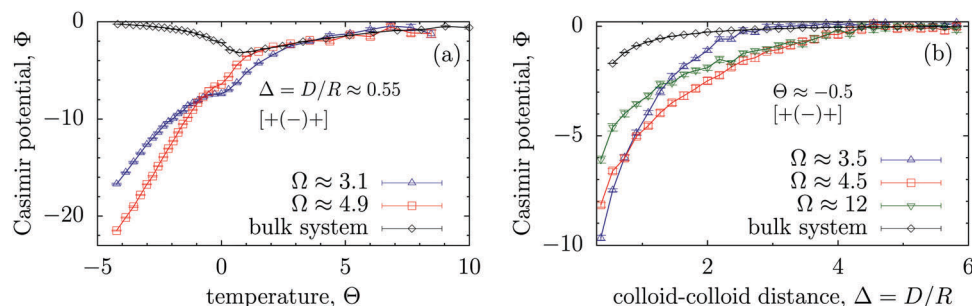 0
(a)
Δ = D/R ≈ 0.55
[+(−)+]
Ω ≈ 3.1
Ω ≈ 4.9
bulk system
−10
−20
−5
0
5
10
temperature, Θ
Casimir potential, Φ
0
(b)
Θ ≈ −0.5
[+(−)+]
Ω ≈ 3.5
Ω ≈ 4.5
Ω ≈ 12
bulk system
−5
−10
2
4
6
colloid-colloid distance, Δ = D/R
Casimir potential, Φ